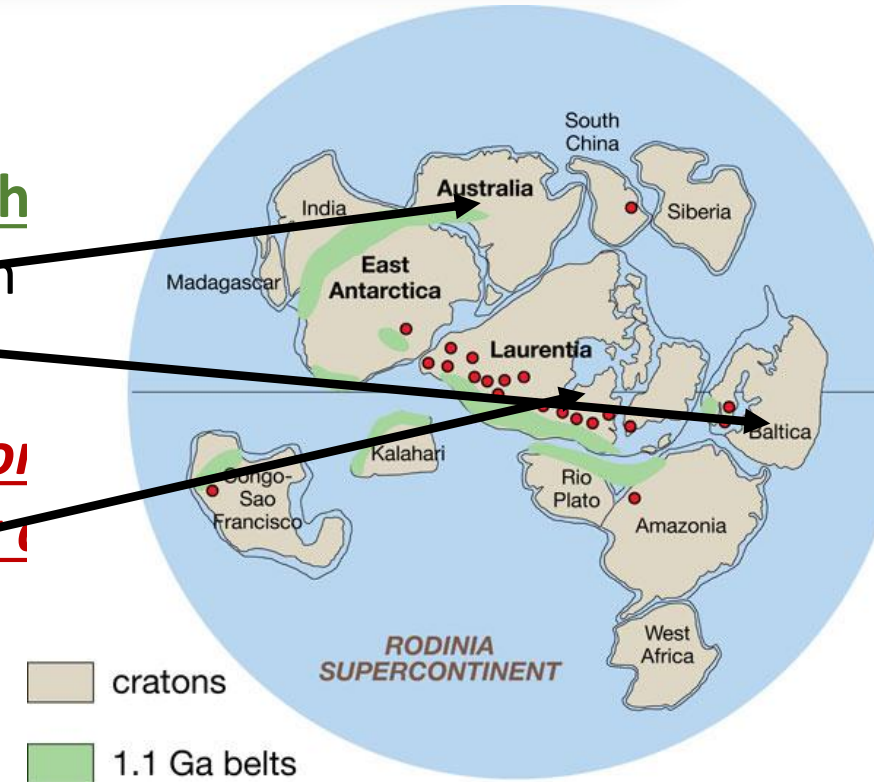 h
n
or
South
China
Australia
India
Siberia
East
Antarctica
Madagascar
Laurentia
Baltica
Kalahari
Congo-
Sao
Francisco
Rio
Plato
Amazonia
West
Africa
RODINIA
SUPERCONTINENT
cratons
1.1 Ga belts